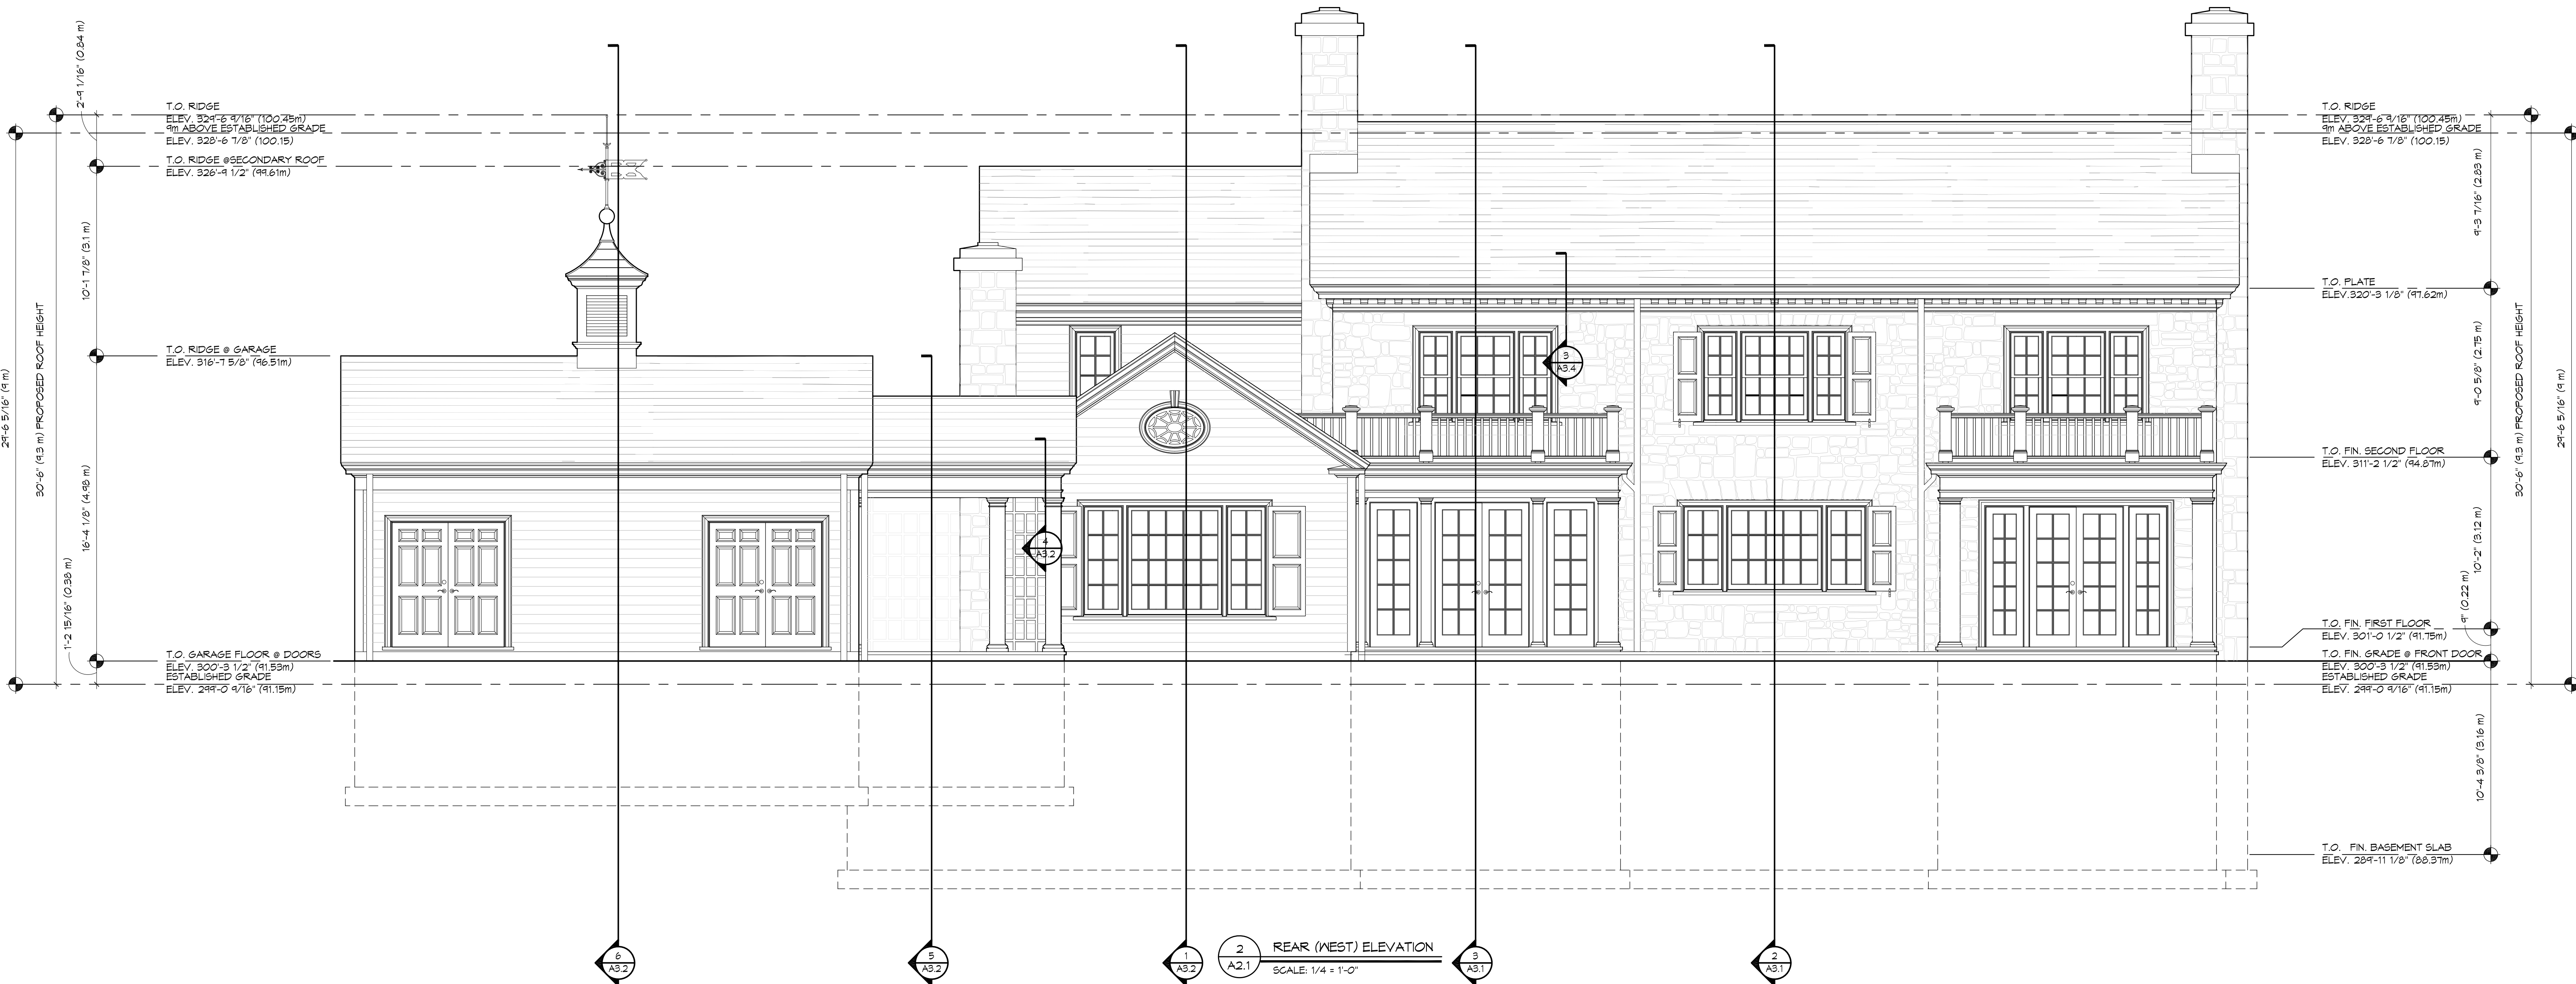 2'-9 1/16" (0.84 m)
T.O. RIDGE
ELEV. 329'-6 9/16" (100.45m)
9m ABOVE ESTABLISHED GRADE
ELEV. 328'-6 7/8" (100.15)
T.O. RIDGE @SECONDARY ROOF
ELEV. 326'-9 1/2" (99.61m)
10'-1 7/8" (3.1 m)
30'-6" (9.3 m) PROPOSED ROOF HEIGHT
29'-6 5/16" (9 m)
T.O. RIDGE @ GARAGE
ELEV. 316'-7 5/8" (96.51m)
16'-4 1/8" (4.98 m)
1'-2 15/16" (0.38 m)
T.O. GARAGE FLOOR @ DOORS
ELEV. 300'-3 1/2" (91.53m)
ESTABLISHED GRADE
ELEV. 299'-0 9/16" (91.15m)
3
A3.4
4
A3.2
T.O. RIDGE
ELEV. 329'-6 9/16" (100.45m)
9m ABOVE ESTABLISHED GRADE
ELEV. 328'-6 7/8" (100.15)
9'-3 7/16" (2.83 m)
T.O. PLATE
ELEV.320'-3 1/8" (97.62m)
9'-0 5/8" (2.75 m)
30'-6" (9.3 m) PROPOSED ROOF HEIGHT
29'-6 5/16" (9 m)
T.O. FIN. SECOND FLOOR
ELEV. 311'-2 1/2" (94.87m)
10'-2" (3.12 m)
9" (0.22 m)
T.O. FIN. FIRST FLOOR
ELEV. 301'-0 1/2" (91.75m)
T.O. FIN. GRADE @ FRONT DOOR
ELEV. 300'-3 1/2" (91.53m)
ESTABLISHED GRADE
ELEV. 299'-0 9/16" (91.15m)
10'-4 3/8" (3.16 m)
T.O. FIN. BASEMENT SLAB
ELEV. 289'-11 1/8" (88.37m)
6
A3.2
5
A3.2
1
A3.2
2
A2.1
REAR (WEST) ELEVATION
SCALE: 1/4 = 1'-0"
3
A3.1
2
A3.1